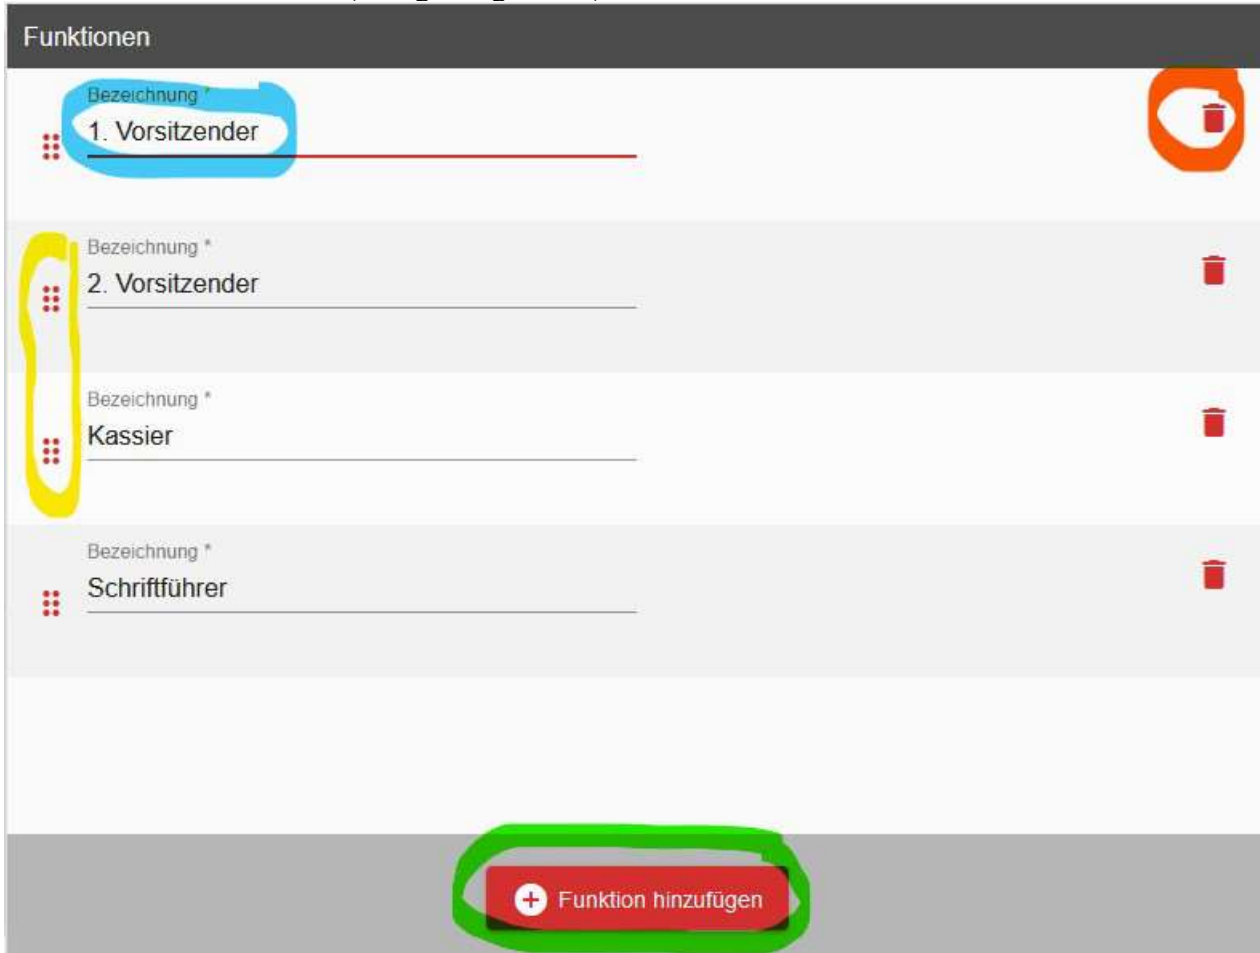 Funktionen
Bezeichnung *
1. Vorsitzender
Bezeichnung *
2. Vorsitzender
Bezeichnung *
Kassier
Bezeichnung *
Schriftführer
Funktion hinzufügen